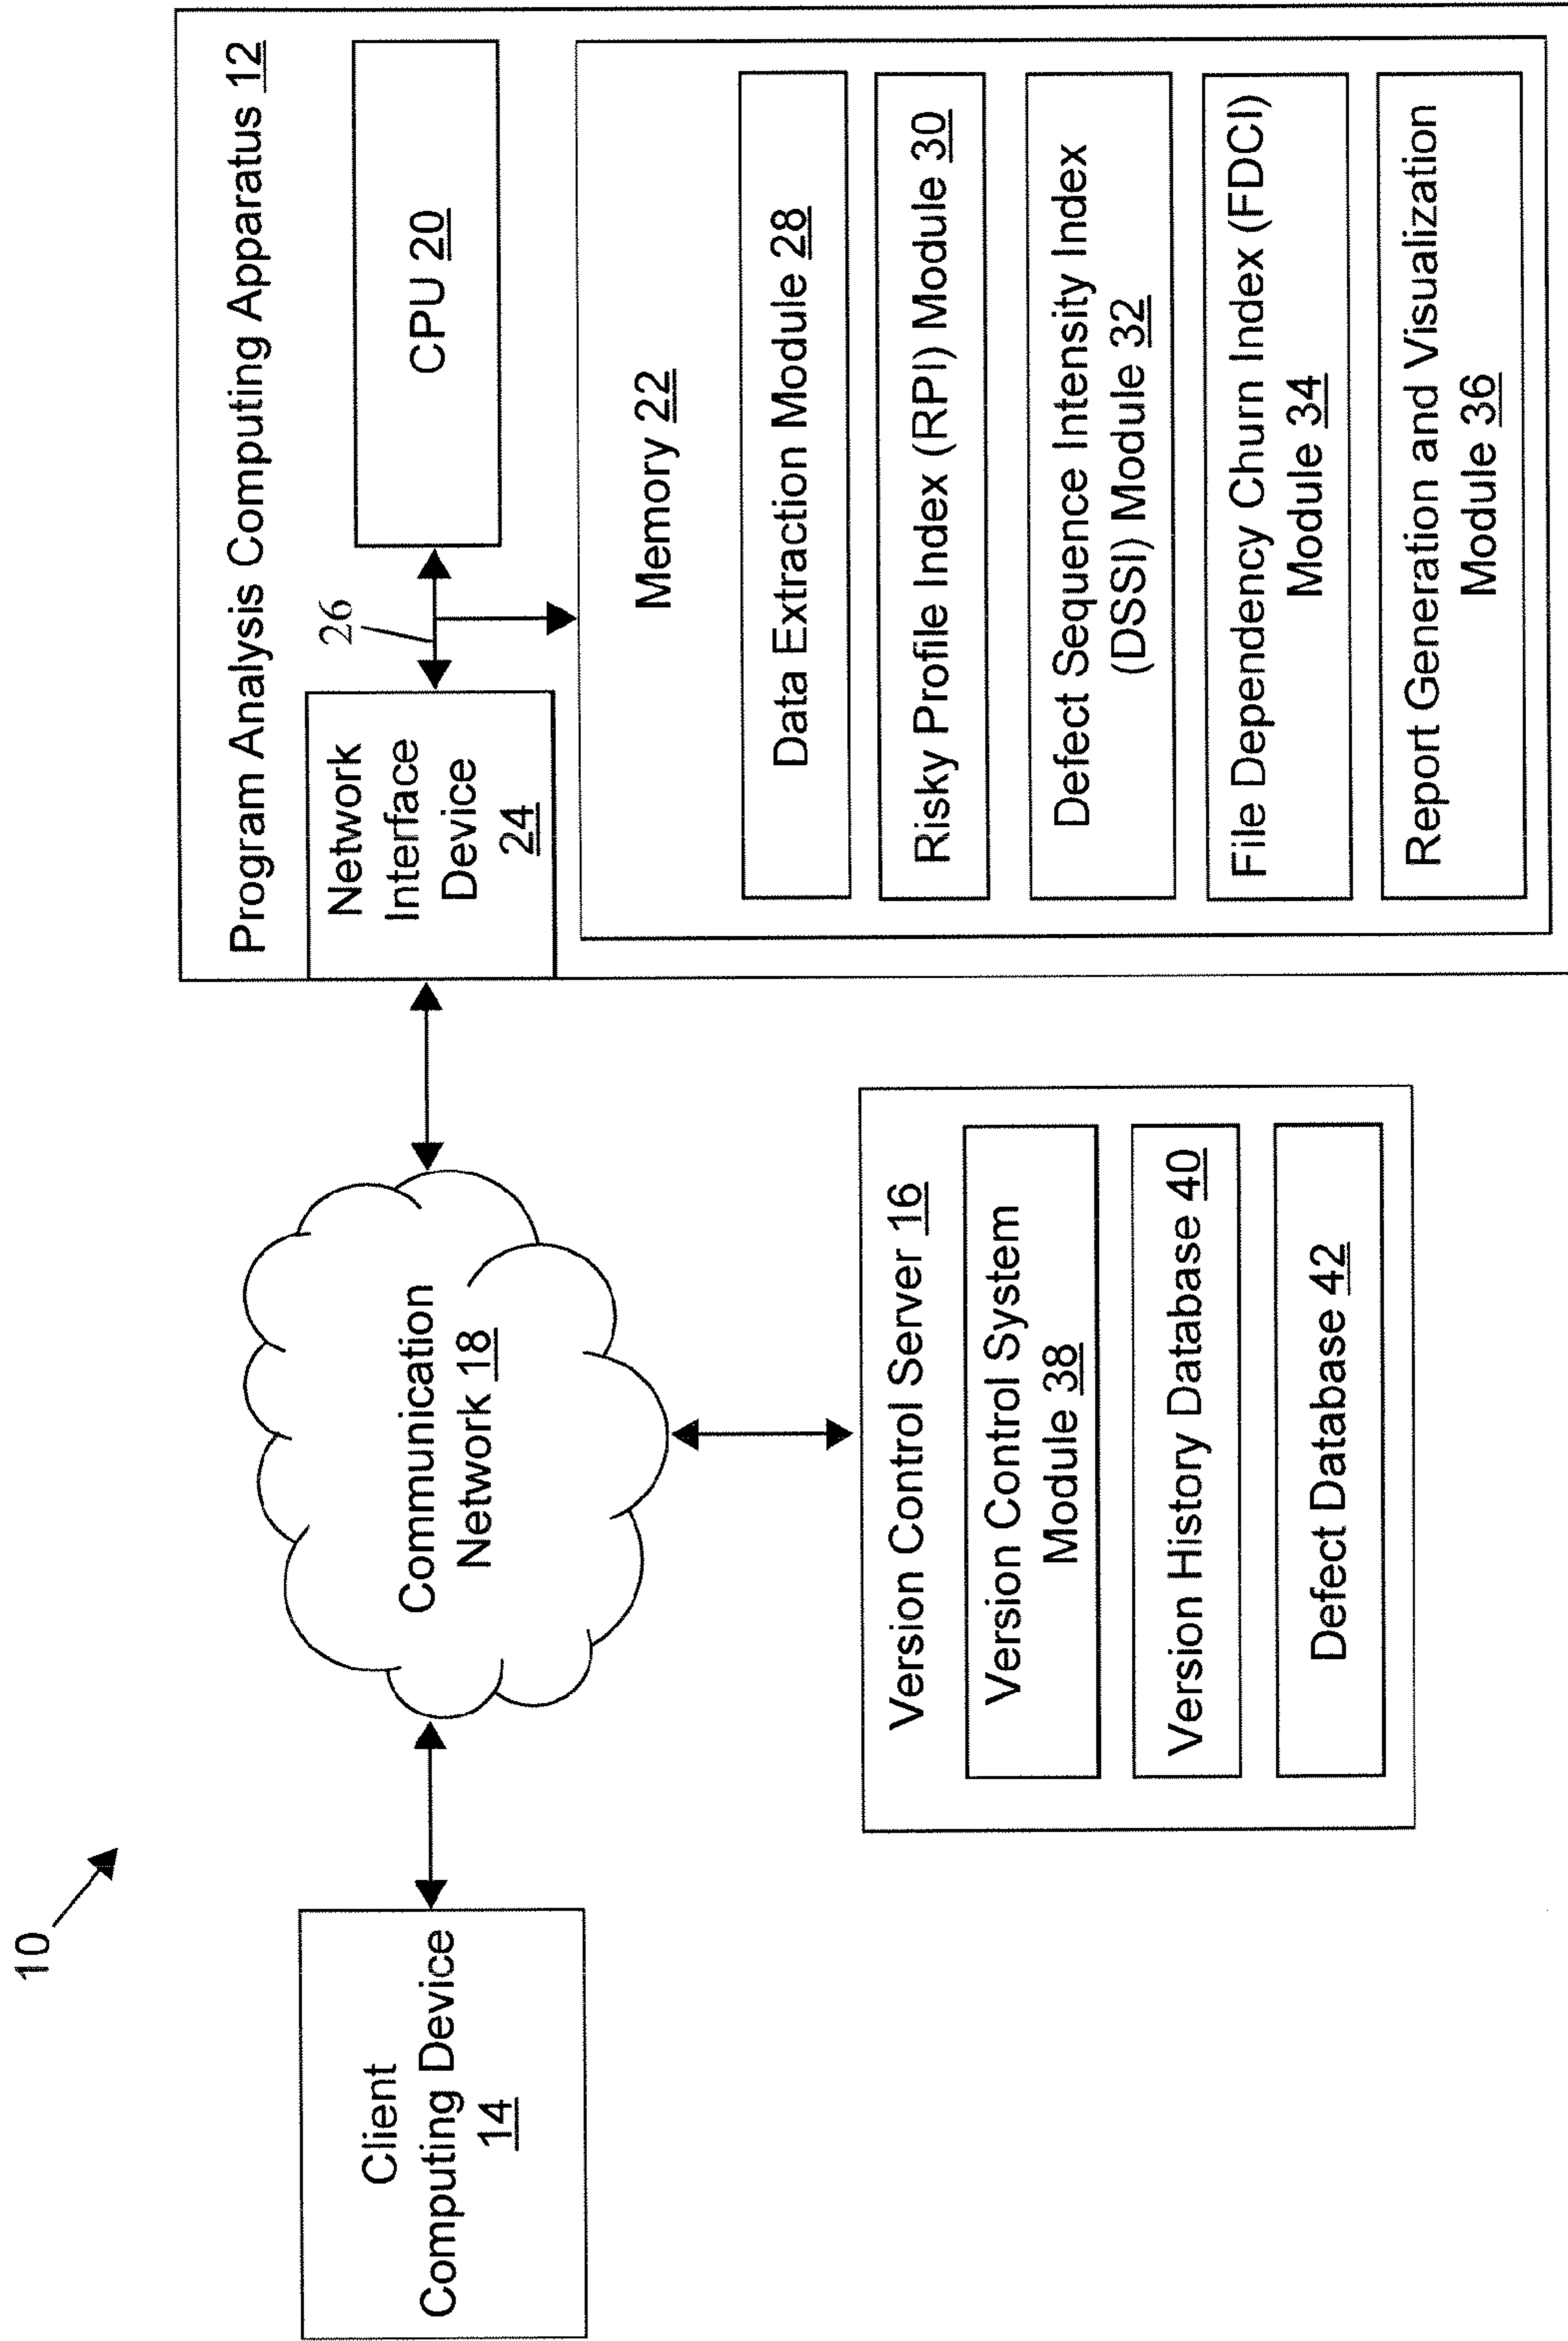 10
Client
Computing Device
14
Communication
Network 18
Version Control Server 16
Version Control System
Module 38
Version History Database 40
Defect Database 42
Program Analysis Computing Apparatus 12
Network
Interface
Device
24
26
CPU 20
Memory 22
Data Extraction Module 28
Risky Profile Index (RPI) Module 30
Defect Sequence Intensity Index
(DSSI) Module 32
File Dependency Churn Index (FDCI)
Module 34
Report Generation and Visualization
Module 36